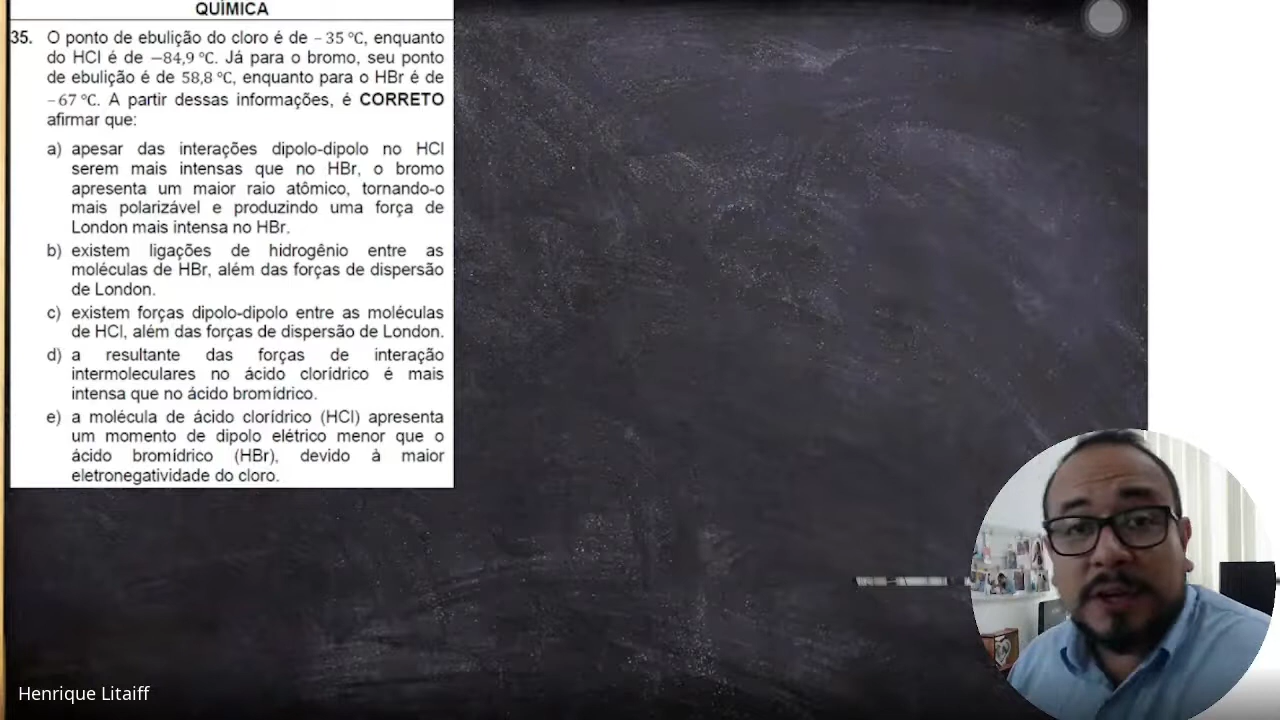 QUÍMICA
35. O ponto de ebulição do cloro é de – 35 °C, enquanto
do HCl é de −84,9 °C. Já para o bromo, seu ponto
de ebulição é de 58,8 °C, enquanto para o HBr é de
– 67 °C. A partir dessas informações, é CORRETO
afirmar que:
a) apesar das interações dipolo-dipolo no HCl
serem mais intensas que no HBr, o bromo
apresenta um maior raio atômico, tornando-o
mais polarizável e produzindo uma força de
London mais intensa no HBr.
b) existem ligações de hidrogênio entre as
moléculas de HBr, além das forças de dispersão
de London.
c) existem forças dipolo-dipolo entre as moléculas
de HCl, além das forças de dispersão de London.
d) a resultante das forças de interação
intermoleculares no ácido clorídrico é mais
intensa que no ácido bromídrico.
e) a molécula de ácido clorídrico (HCl) apresenta
um momento de dipolo elétrico menor que o
ácido bromídrico (HBr), devido à maior
eletronegatividade do cloro.
Henrique Litaiff